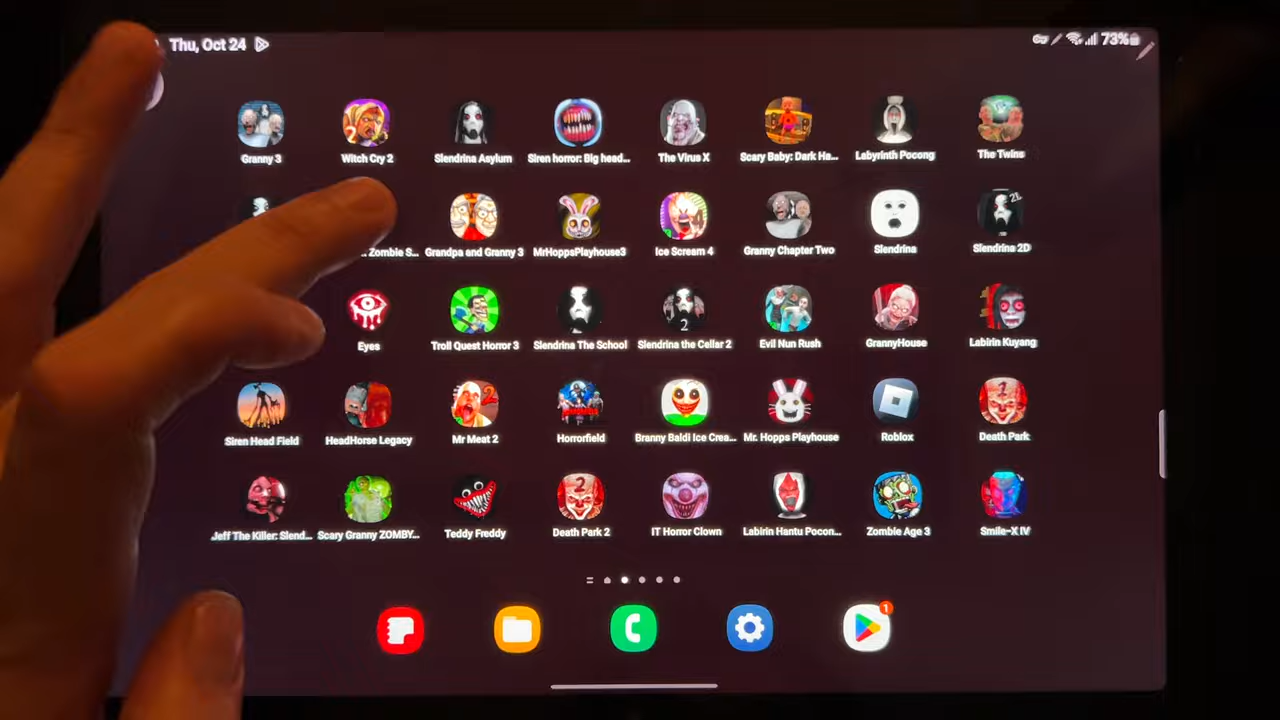 Thu, Oct 24
73%
Granny 3
Witch Cry 2
Slendrina Asylum
Siren horror: Big head...
The Virus X
Scary Baby: Dark Ha...
Labyrinth Pocong
The Twins
Zombie S...
Grandpa and Granny 3
MrHoppsPlayhouse3
Ice Scream 4
Granny Chapter Two
Slendrina
2D
Slendrina 2D
Eyes
Troll Quest Horror 3
Slendrina The School
2
Slendrina the Cellar 2
Evil Nun Rush
GrannyHouse
Labirin Kuyang
Siren Head Field
HeadHorse Legacy
2
Mr Meat 2
Horrorfield
Branny Baldi Ice Crea...
Mr. Hopps Playhouse
Roblox
Death Park
Jeff The Killer: Slend...
Scary Granny ZOMBY...
Teddy Freddy
2
Death Park 2
IT Horror Clown
Labirin Hantu Pocon...
Zombie Age 3
Smile-X IV
1